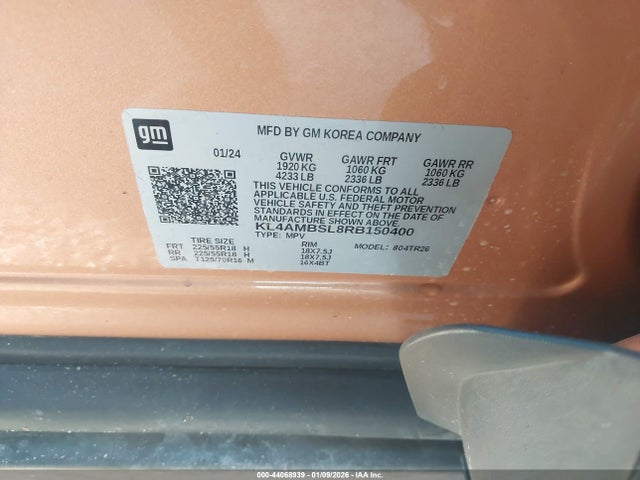 gm
MFD BY GM KOREA COMPANY
01/24 GVWR GAWR FRT GAWR RR
1920 KG 1060 KG 1060 KG
4233 LB 2336 LB 2336 LB
THIS VEHICLE CONFORMS TO ALL
APPLICABLE U.S. FEDERAL MOTOR
VEHICLE SAFETY AND THEFT PREVENTION
STANDARDS IN EFFECT ON THE DATE OF
MANUFACTURE SHOWN ABOVE
KL4AMBSL8RB150400
TYPE: MPV MODEL: 804TR26
TIRE SIZE RIM
FRT 225/55R18 H 18X7.5J
RR 225/55R18 H 18X7.5J
SPA T125/70R16 M 16X4BT
000-44068939 - 01/09/2026 - IAA Inc.